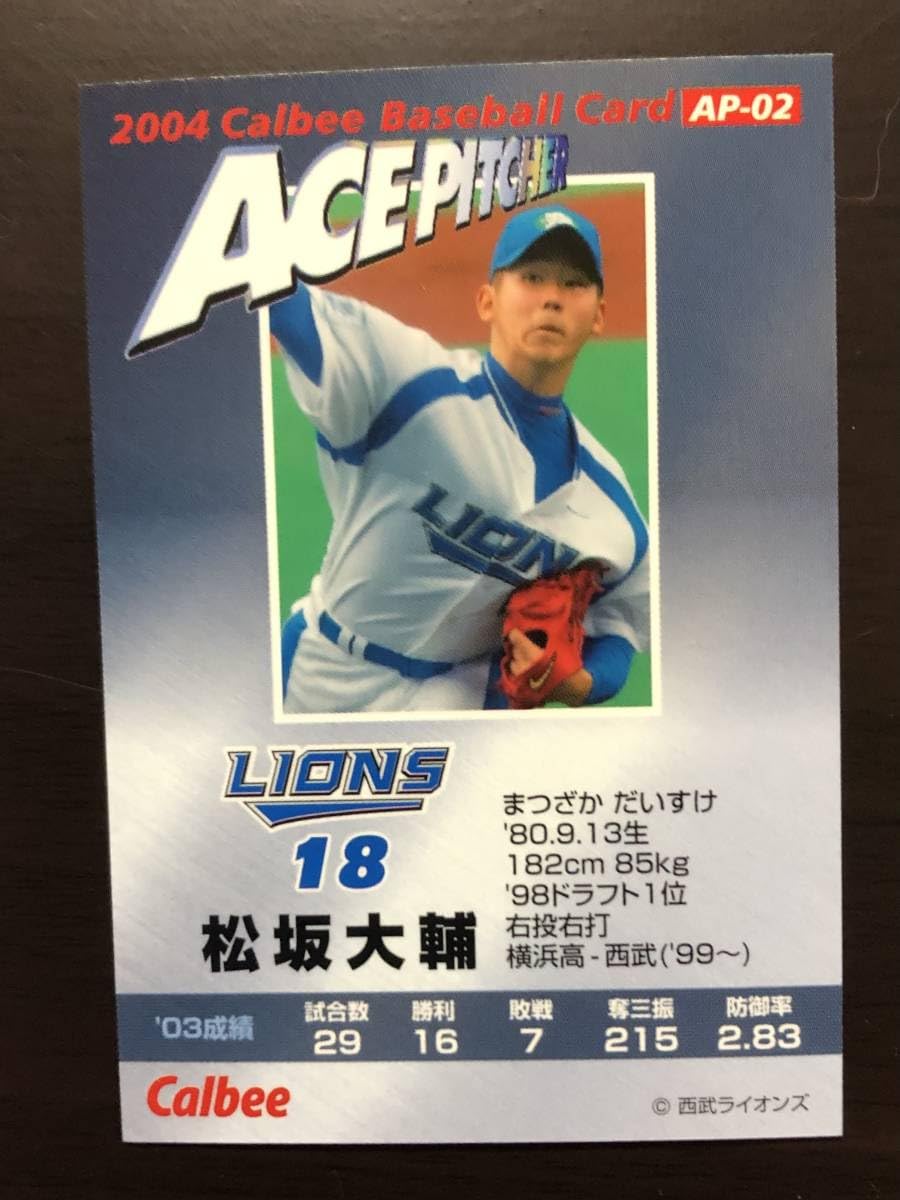 2004 Calbee Baseball Card AP-02
ACE PITCHER
LIONS
LIONS
18
松坂大輔
まつざか だいすけ
'80.9.13生
182cm 85kg
'98ドラフト1位
右投右打
横浜高-西武('99～)
'03成績 試合数 勝利 敗戦 奪三振 防御率
29 16 7 215 2.83
Calbee
© 西武ライオンズ